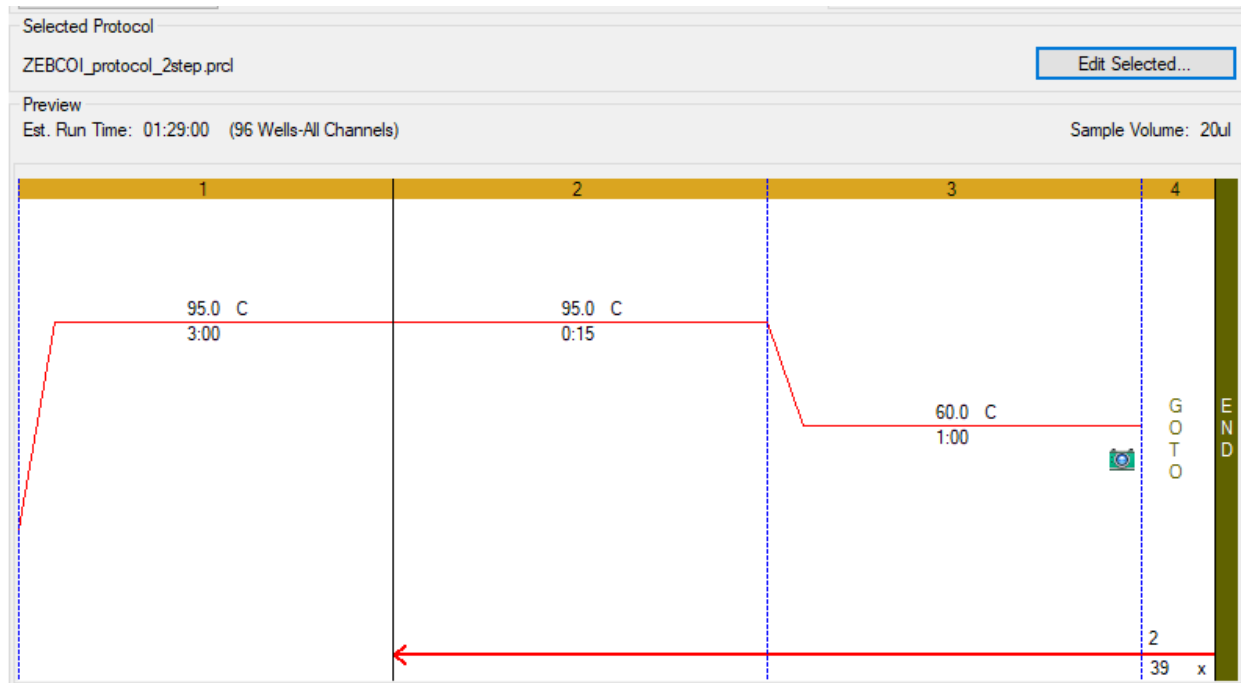 Selected Protocol
ZEBCOI_protocol_2step.prcl
Edit Selected...
Preview
Est. Run Time: 01:29:00 (96 Wells-All Channels)
Sample Volume: 20ul
1 2 3 4
95.0 C
3:00
95.0 C
0:15
60.0 C
1:00
GOTO
END
2
39 x